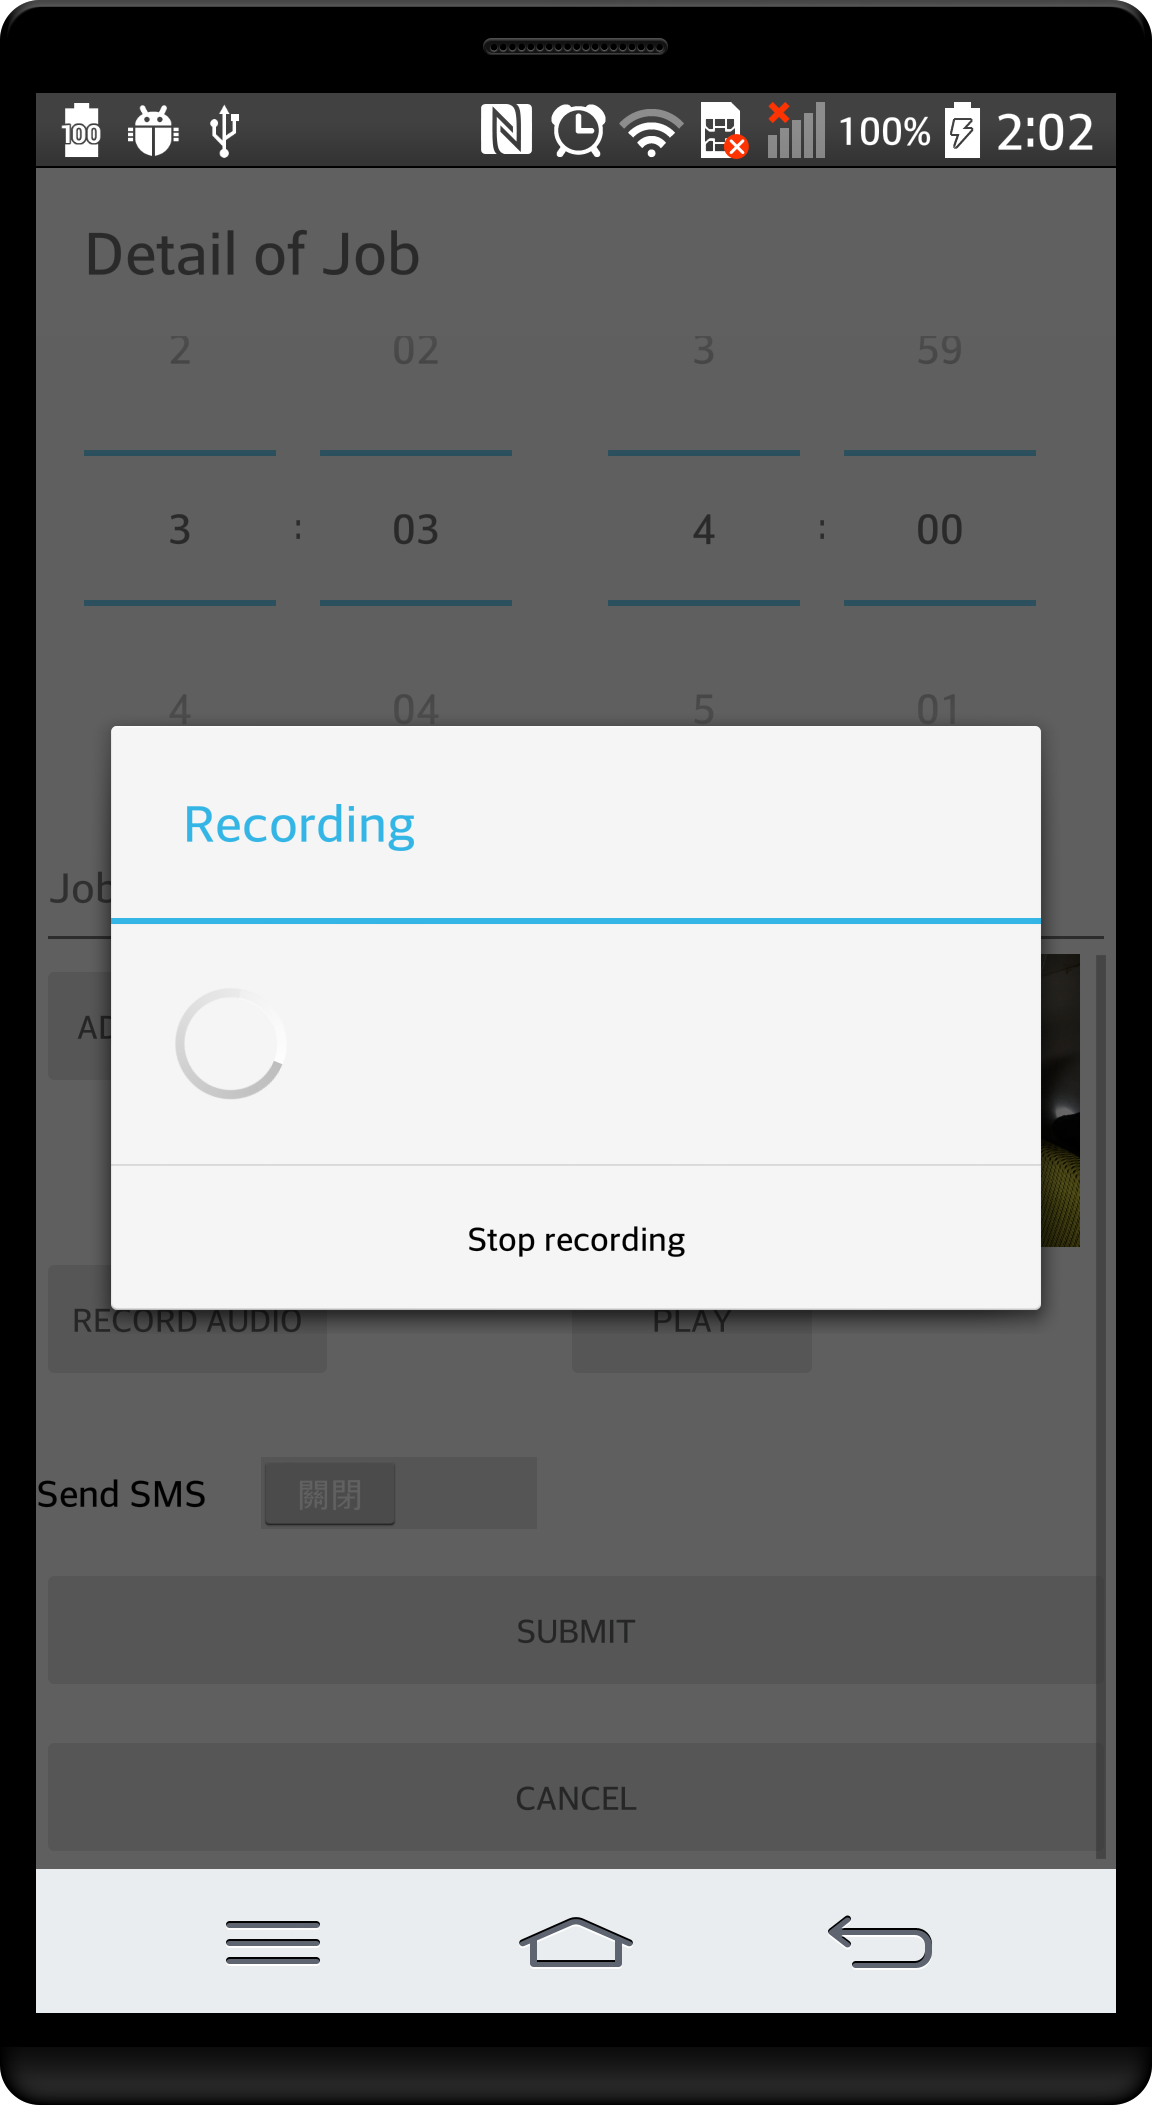 100 100% 2:02
Detail of Job
2 02 3 59
3 : 03 4 : 00
4 04 5 01
Recording
Job
AD
Stop recording
RECORD AUDIO PLAY
Send SMS 關閉
SUBMIT
CANCEL